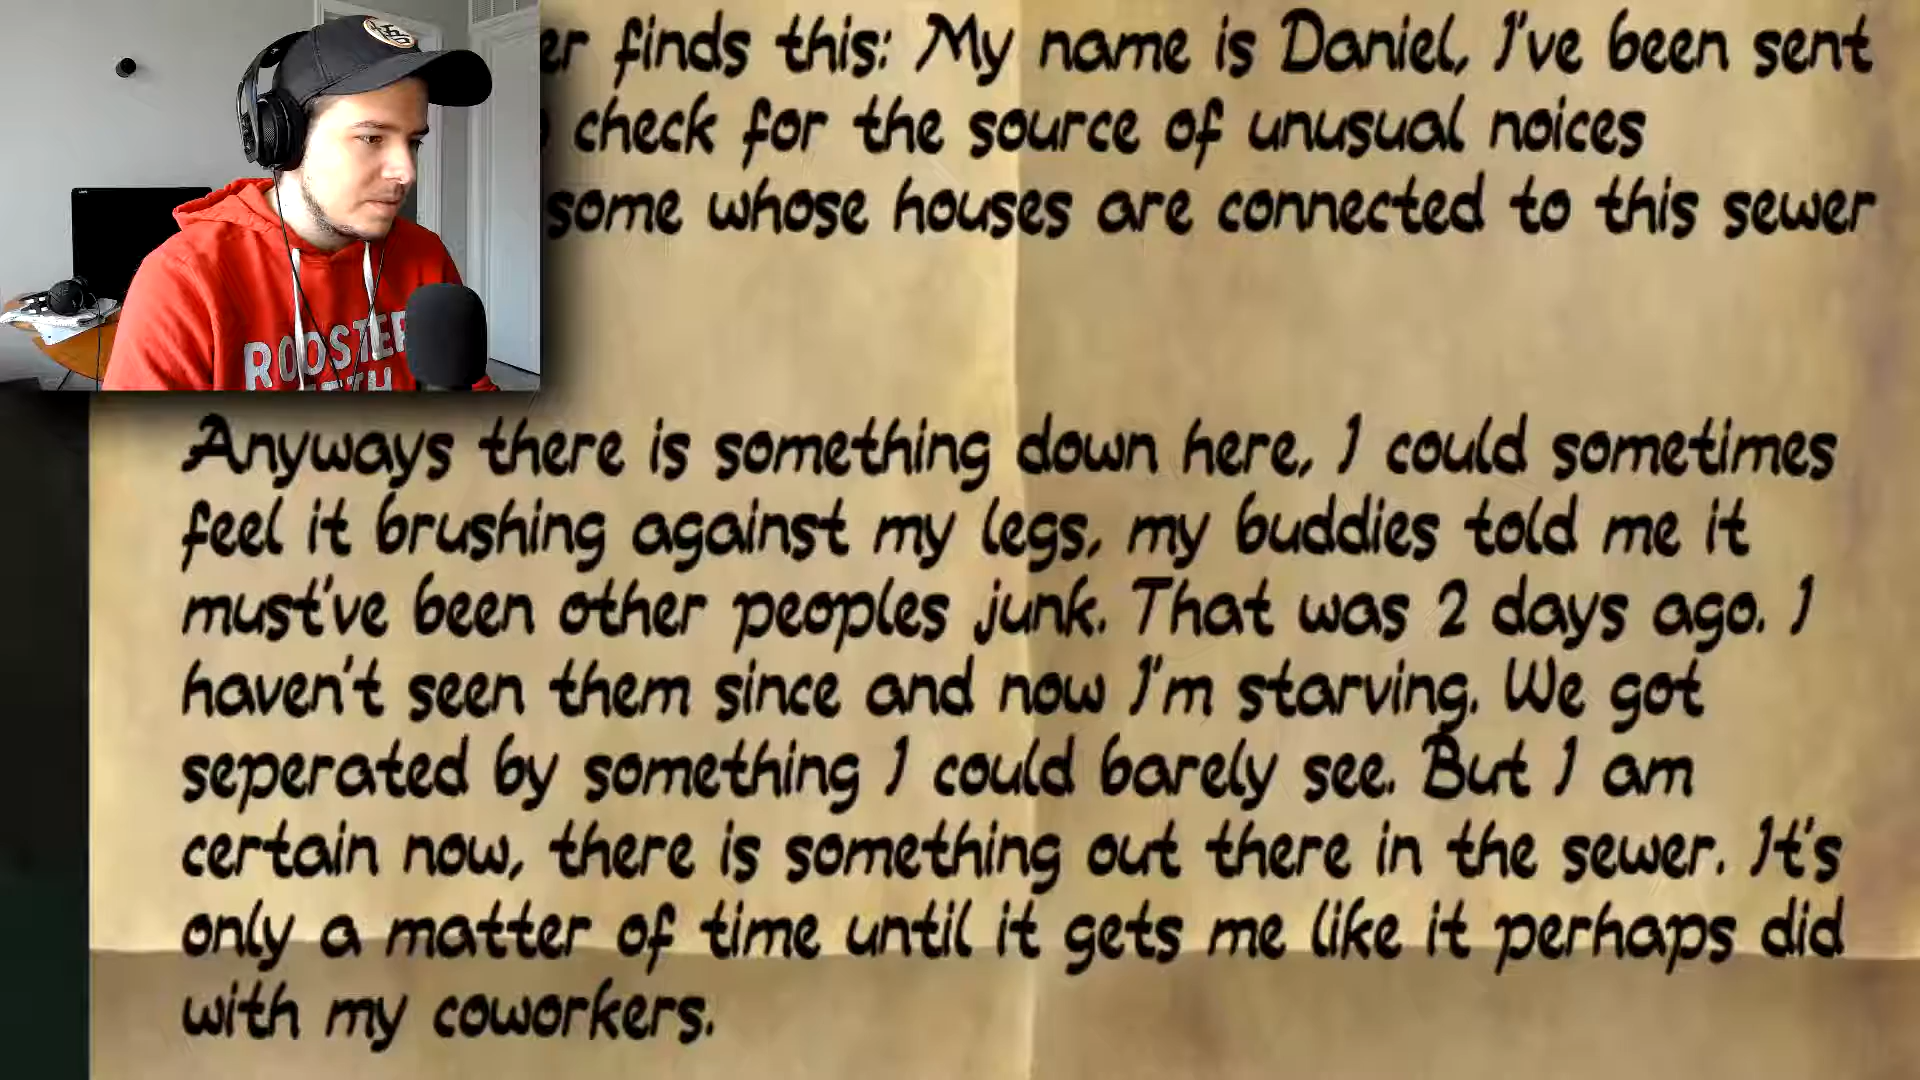 er finds this: My name is Daniel, I've been sent
check for the source of unusual noices
some whose houses are connected to this sewer
ROOSTER
TEETH
Anyways there is something down here, I could sometimes
feel it brushing against my legs, my buddies told me it
must've been other peoples junk. That was 2 days ago. I
haven't seen them since and now I'm starving. We got
seperated by something I could barely see. But I am
certain now, there is something out there in the sewer. It's
only a matter of time until it gets me like it perhaps did
with my coworkers.